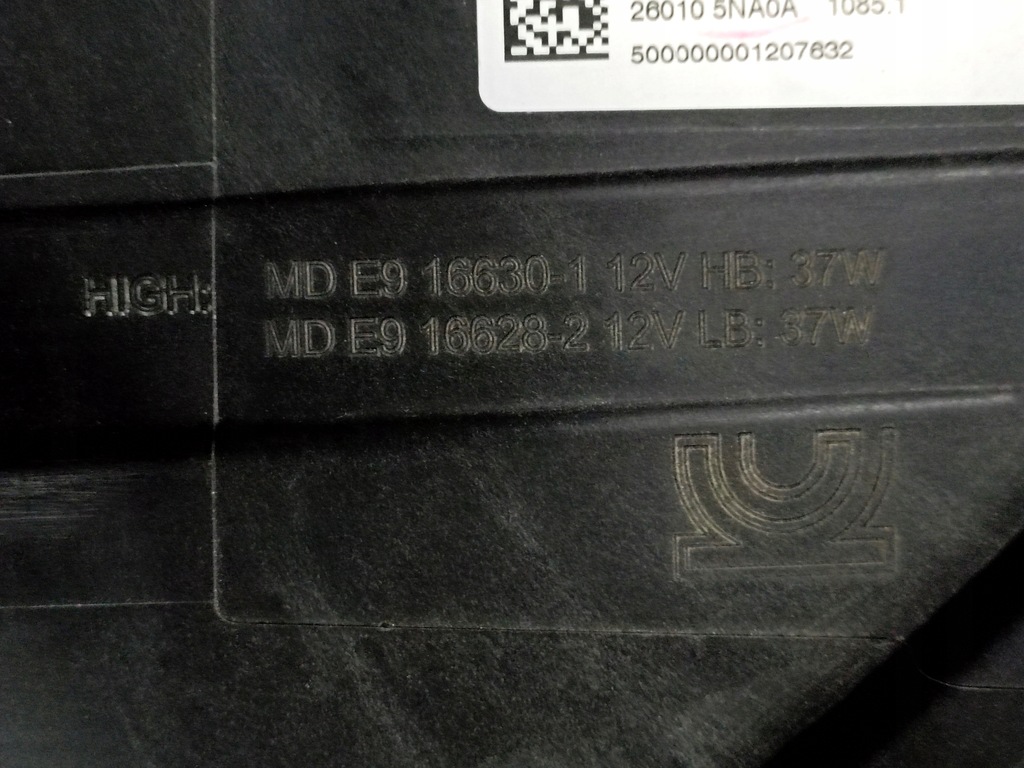 26010 5NA0A 1085.1
500000001207632
HIGH: MD E9 16630-1 12V HB: 37W
MD E9 16628-2 12V LB: 37W